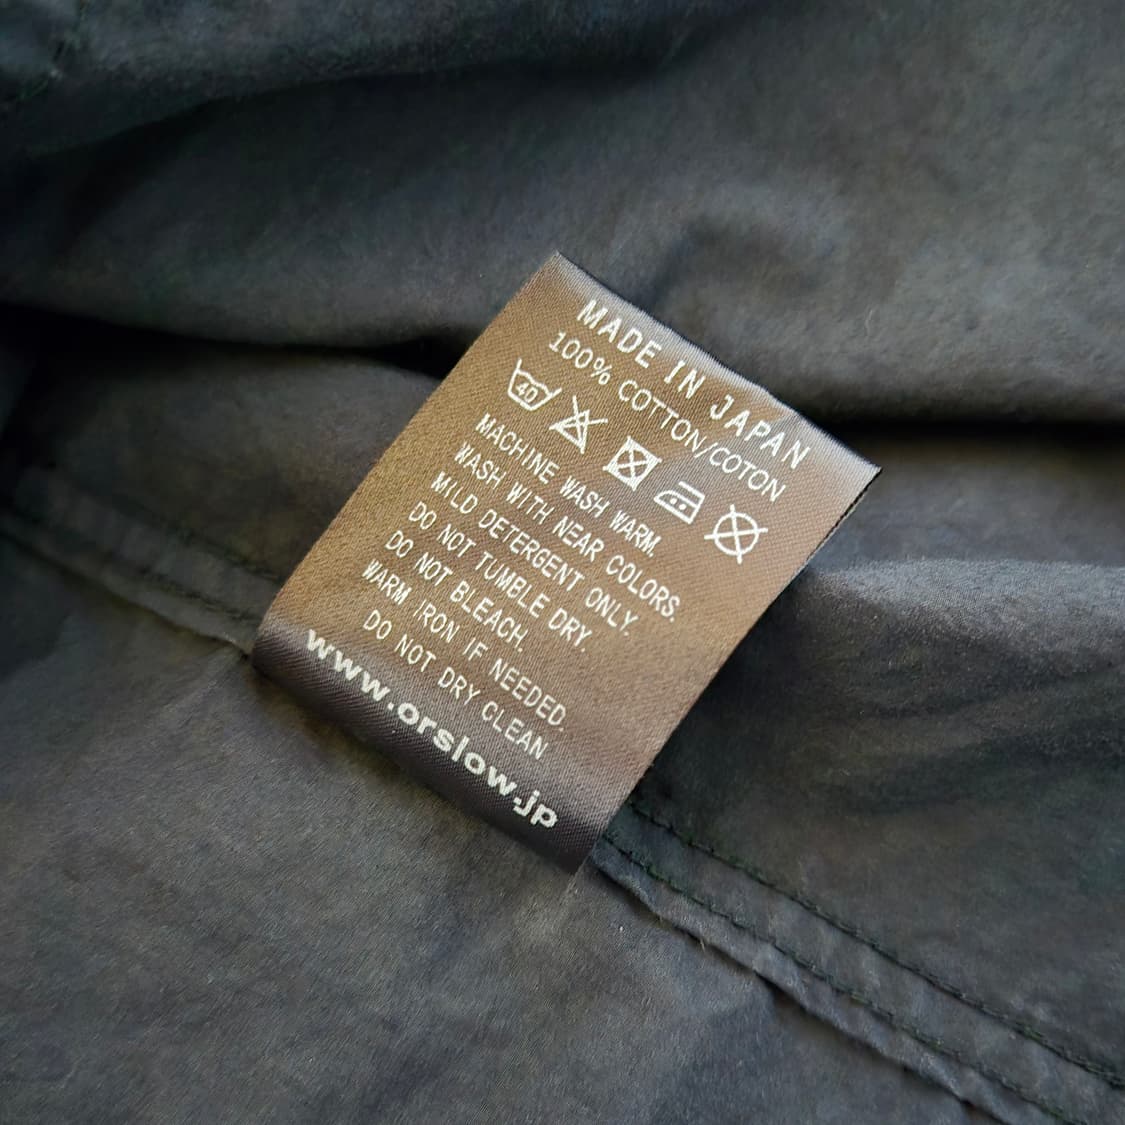 MADE IN JAPAN
100% COTTON/COTON
40
MACHINE WASH WARM.
WASH WITH NEAR COLORS.
MILD DETERGENT ONLY.
DO NOT TUMBLE DRY.
DO NOT BLEACH.
WARM IRON IF NEEDED.
DO NOT DRY CLEAN
www.orslow.jp